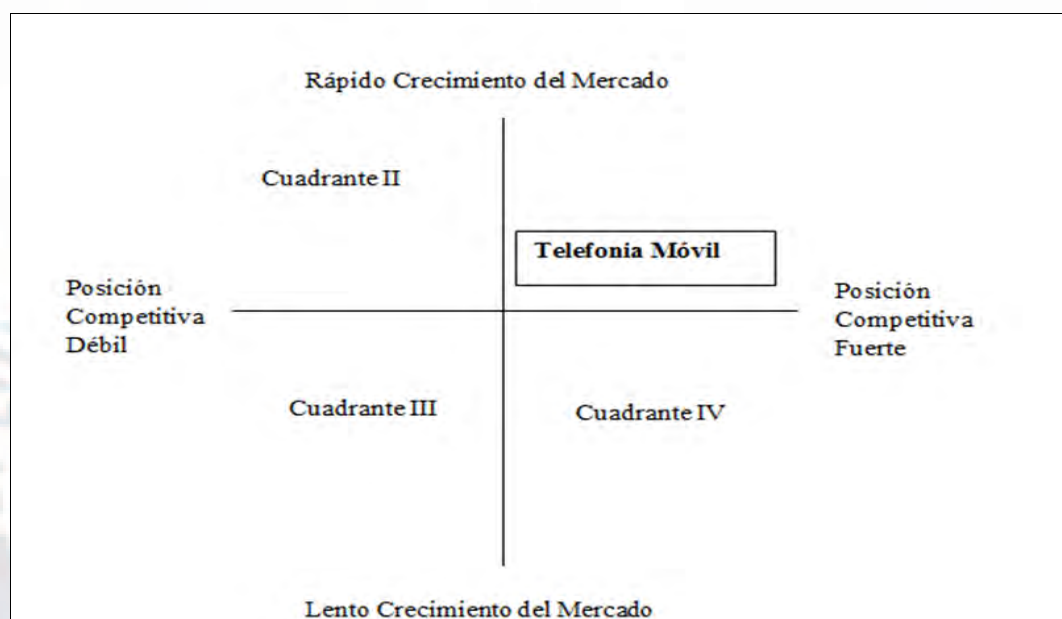 Rápido Crecimiento del Mercado
Cuadrante II
Telefonia Móvil
Posición
Competitiva
Débil
Posición
Competitiva
Fuerte
Cuadrante III
Cuadrante IV
Lento Crecimiento del Mercado